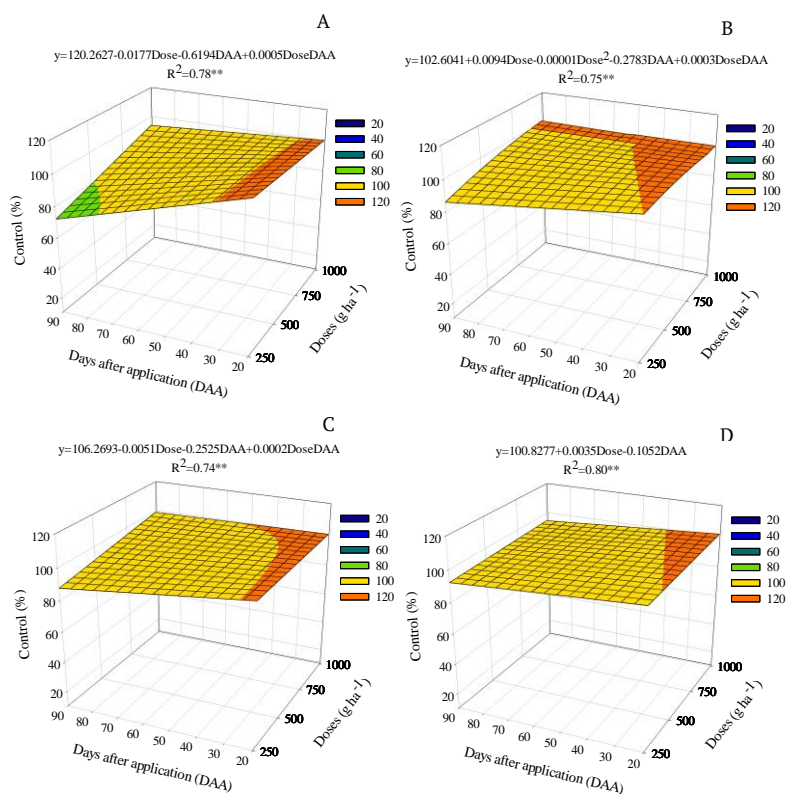 A
y=120.2627-0.0177Dose-0.6194DAA+0.0005DoseDAA
R²=0.78**
120
100
80
60
40
20
Control (%)
90 80 70 60 50 40 30 20
Days after application (DAA)
250
500
750
1000
Doses (g ha⁻¹)
20
40
60
80
100
120
B
y=102.6041+0.0094Dose-0.00001Dose²-0.2783DAA+0.0003DoseDAA
R²=0.75**
120
100
80
60
40
20
Control (%)
90 80 70 60 50 40 30 20
Days after application (DAA)
250
500
750
1000
Doses (g ha⁻¹)
20
40
60
80
100
120
C
y=106.2693-0.0051Dose-0.2525DAA+0.0002DoseDAA
R²=0.74**
120
100
80
60
40
20
Control (%)
90 80 70 60 50 40 30 20
Days after application (DAA)
250
500
750
1000
Doses (g ha⁻¹)
20
40
60
80
100
120
D
y=100.8277+0.0035Dose-0.1052DAA
R²=0.80**
120
100
80
60
40
20
Control (%)
90 80 70 60 50 40 30 20
Days after application (DAA)
250
500
750
1000
Doses (g ha⁻¹)
20
40
60
80
100
120